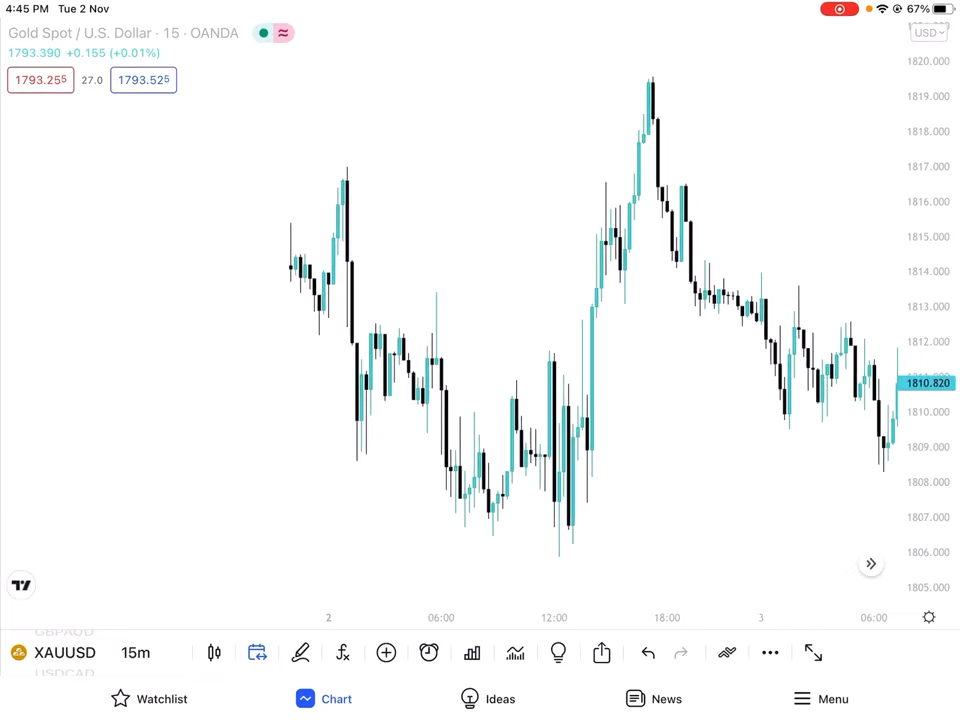 4:45 PM Tue 2 Nov
67%
Gold Spot / U.S. Dollar · 15 · OANDA
USD
1793.390 +0.155 (+0.01%)
1793.255 27.0 1793.525
1820.000
1819.000
1818.000
1817.000
1816.000
1815.000
1814.000
1813.000
1812.000
1810.820
1810.000
1809.000
1808.000
1807.000
1806.000
1805.000
2 06:00 12:00 18:00 3 06:00
GBPAUD
XAUUSD 15m
USDCAD
Watchlist Chart Ideas News Menu